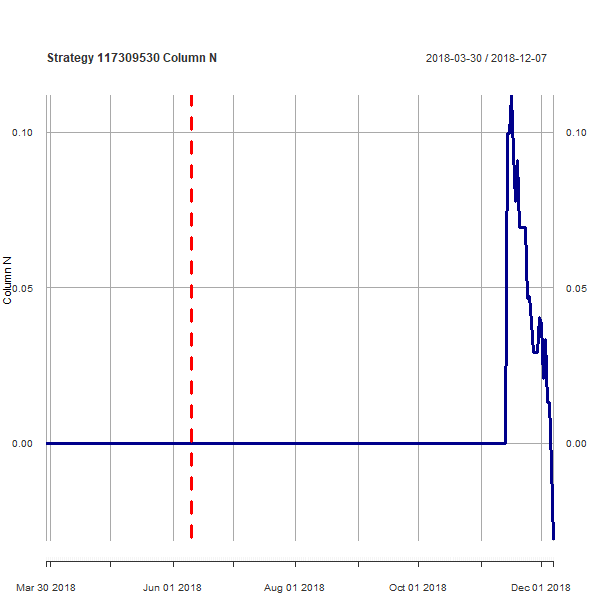 Strategy 117309530 Column N 2018-03-30 / 2018-12-07
0.10 0.10
0.05 0.05
0.00 0.00
Column N
Mar 30 2018 Jun 01 2018 Aug 01 2018 Oct 01 2018 Dec 01 2018